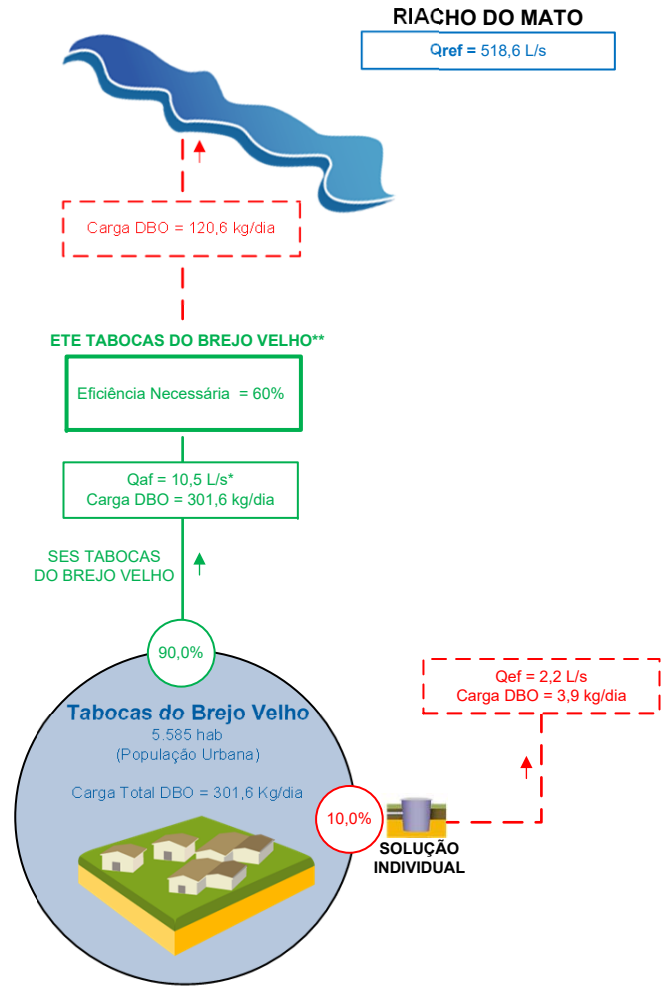 RIACHO DO MATO
Qref = 518,6 L/s
Carga DBO = 120,6 kg/dia
ETE TABOCAS DO BREJO VELHO**
Eficiência Necessária = 60%
Qaf = 10,5 L/s*
Carga DBO = 301,6 kg/dia
SES TABOCAS
DO BREJO VELHO
90,0%
Qef = 2,2 L/s
Carga DBO = 3,9 kg/dia
Tabocas do Brejo Velho
5.585 hab
(População Urbana)
Carga Total DBO = 301,6 Kg/dia
10,0%
SOLUÇÃO
INDIVIDUAL